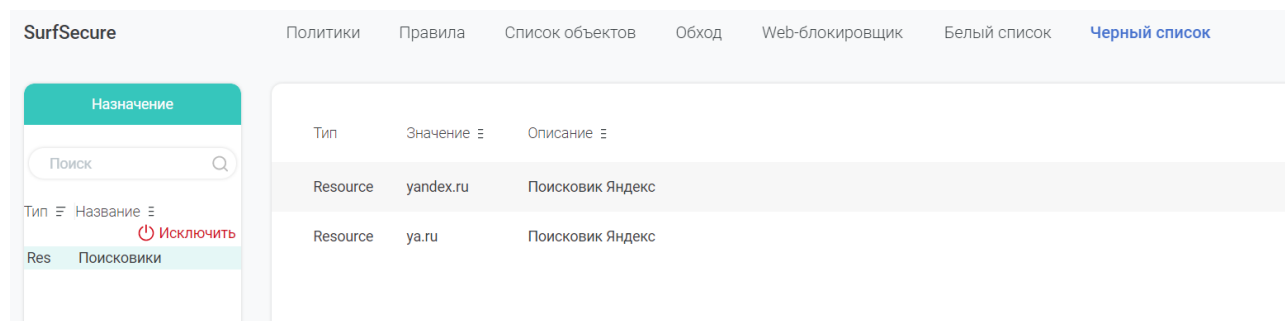 SurfSecure Политики Правила Список объектов Обход Web-блокировщик Белый список Черный список
Назначение
Поиск
Тип Название
Исключить
Res Поисковики
Тип Значение Описание
Resource yandex.ru Поисковик Яндекс
Resource ya.ru Поисковик Яндекс